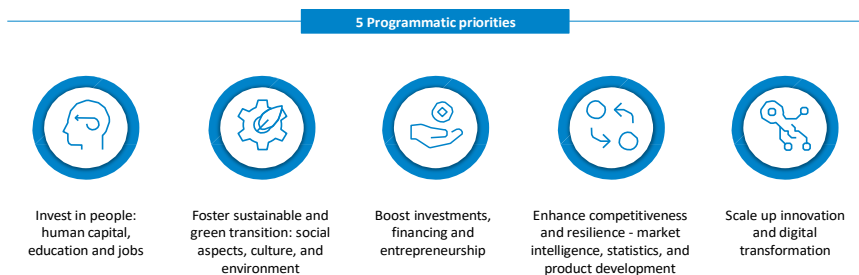 5 Programmatic priorities
Invest in people:
human capital,
education and jobs
Foster sustainable and
green transition: social
aspects, culture, and
environment
Boost investments,
financing and
entrepreneurship
Enhance competitiveness
and resilience - market
intelligence, statistics, and
product development
Scale up innovation
and digital
transformation